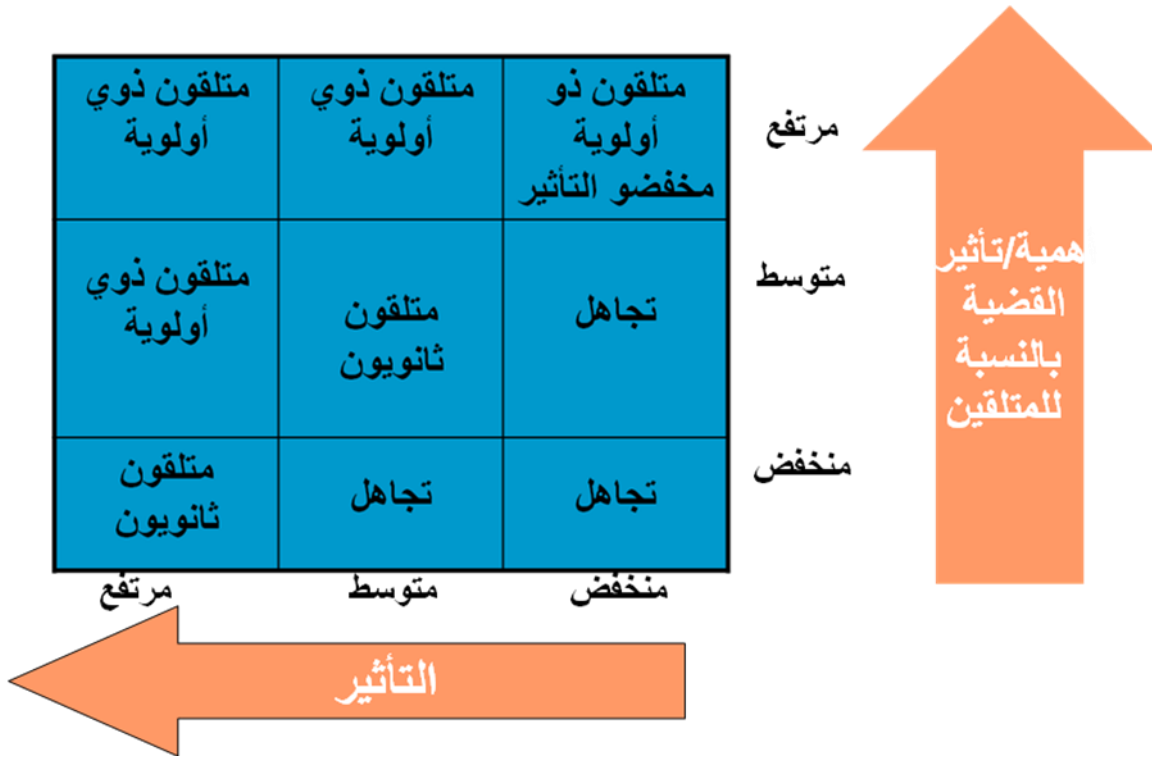 متلقون ذو
أولوية
مخفضو التأثير
متلقون ذوي
أولوية
متلقون ذوي
أولوية
مرتفع
تجاهل
متلقون
ثانويون
متلقون ذوي
أولوية
متوسط
تجاهل
تجاهل
متلقون
ثانويون
منخفض
منخفض
متوسط
مرتفع
التأثير
همية/تأثير
القضية
بالنسبة
للمتلقين